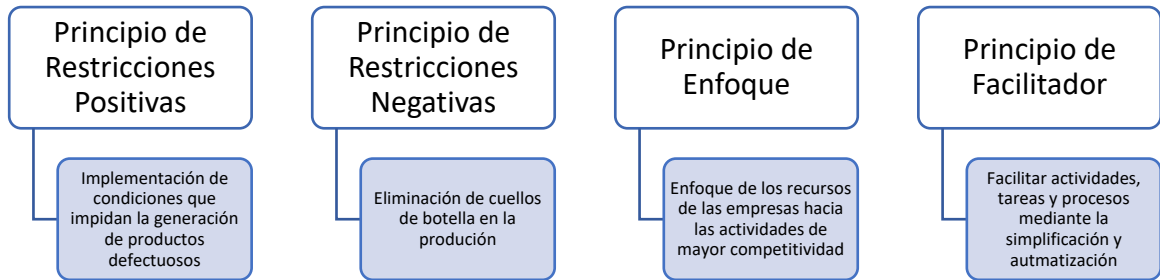 Principio de
Restricciones
Positivas
Implementación de
condiciones que
impidan la generación
de productos
defectuosos
Principio de
Restricciones
Negativas
Eliminación de cuellos
de botella en la
produción
Principio de
Enfoque
Enfoque de los recursos
de las empresas hacia
las actividades de
mayor competitividad
Principio de
Facilitador
Facilitar actividades,
tareas y procesos
mediante la
simplificación y
autmatización